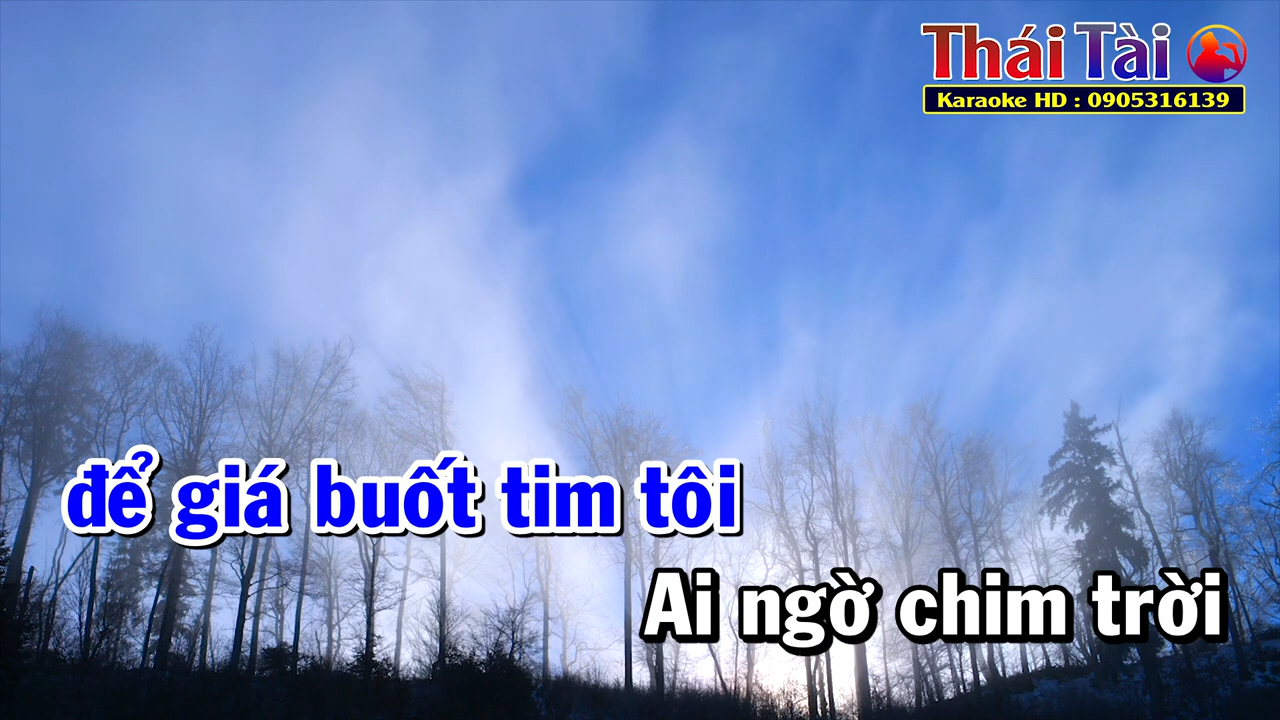 Thái Tài
Karaoke HD : 0905316139
để giá buốt tim tôi
Ai ngờ chim trời